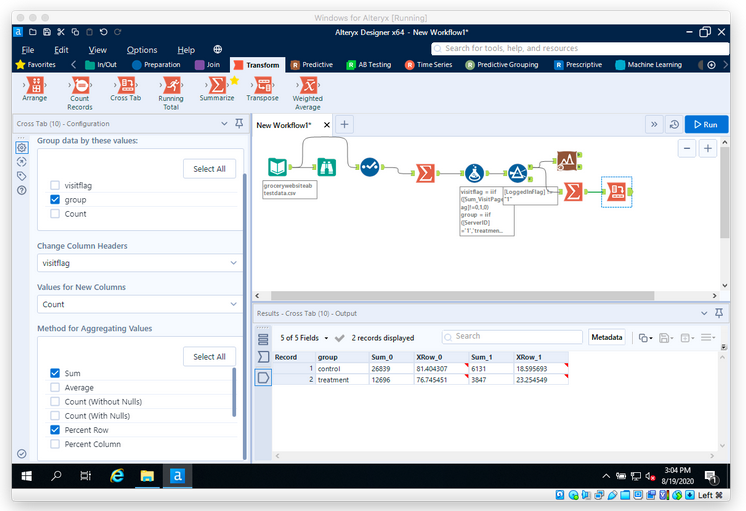 Windows for Alteryx [Running]
Alteryx Designer x64 - New Workflow1*
File Edit View Options Help
Search for tools, help, and resources
Favorites In/Out Preparation Join Transform Predictive AB Testing Time Series Predictive Grouping Prescriptive Machine Learning
Arrange Count Records Cross Tab Running Total Summarize Transpose Weighted Average
Cross Tab (10) - Configuration
Group data by these values:
Select All
visitflag
group
Count
Change Column Headers
visitflag
Values for New Columns
Count
Method for Aggregating Values
Select All
Sum
Average
Count (Without Nulls)
Count (With Nulls)
Percent Row
Percent Column
New Workflow1*
Run
grocerywebsiteab
testdata.csv
visitflag = iif
([Sum_VisitPage
ag]!=0,1,0)
group = iif
([ServerID]
='1','treatmen...
[LoggedInFlag]
"1"
Results - Cross Tab (10) - Output
5 of 5 Fields 2 records displayed Search Metadata
Record group Sum_0 XRow_0 Sum_1 XRow_1
1 control 26839 81.404307 6131 18.595693
2 treatment 12696 76.745451 3847 23.254549
3:04 PM
8/19/2020
1
Left ⌘